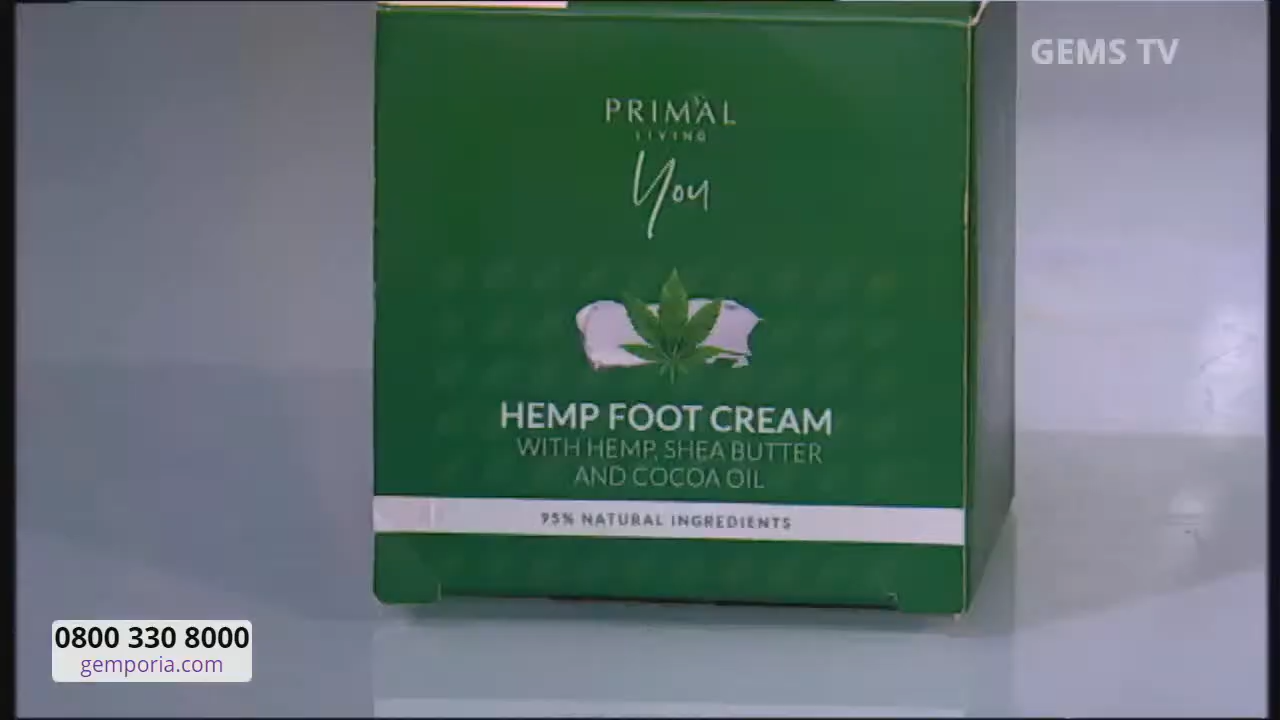 GEMS TV
PRIMAL
LIVING
You
HEMP FOOT CREAM
WITH HEMP, SHEA BUTTER
AND COCOA OIL
95% NATURAL INGREDIENTS
0800 330 8000
gemporia.com